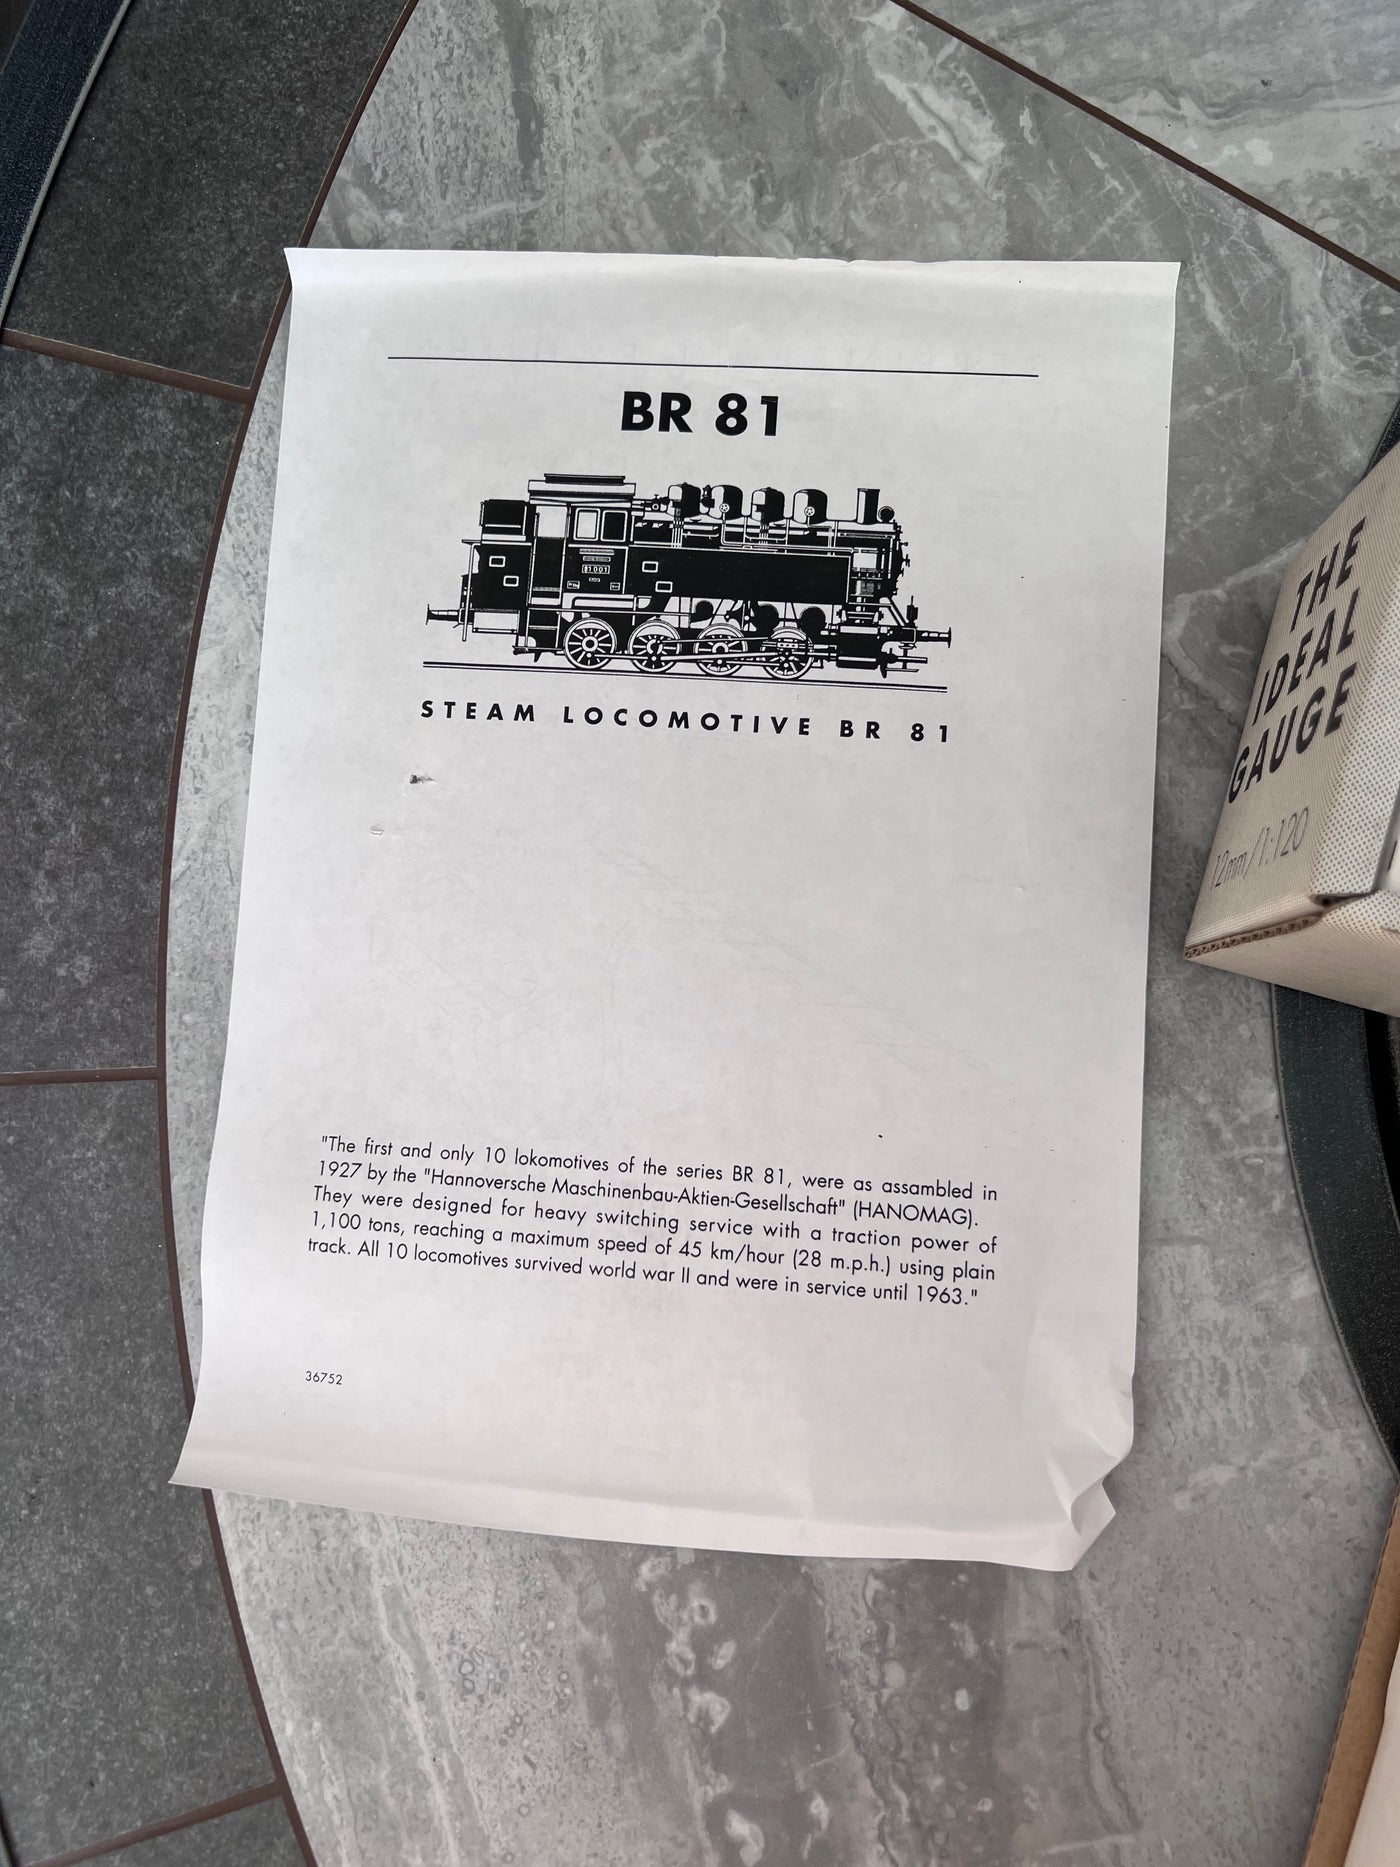 BR 81
81 001
STEAM LOCOMOTIVE BR 81
"The first and only 10 lokomotives of the series BR 81, were as assambled in
1927 by the "Hannoversche Maschinenbau-Aktien-Gesellschaft" (HANOMAG).
They were designed for heavy switching service with a traction power of
1,100 tons, reaching a maximum speed of 45 km/hour (28 m.p.h.) using plain
track. All 10 locomotives survived world war II and were in service until 1963."
36752
THE
IDEAL
GAUGE
12mm/1:120